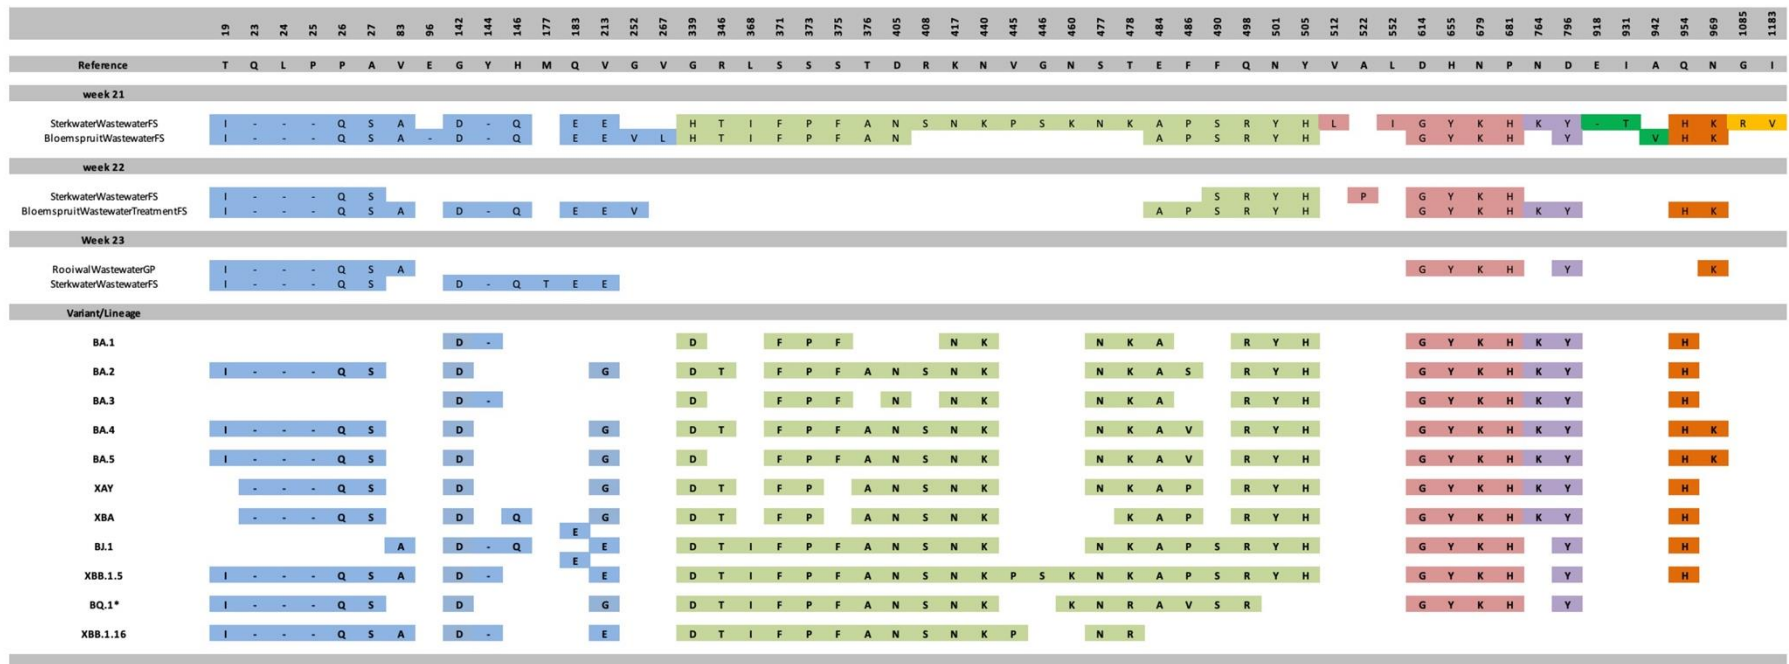 19 23 24 25 26 27 83 96 142 144 146 177 183 213 252 267 339 346 368 371 373 375 376 405 408 417 440 445 446 460 477 478 484 486 490 498 501 505 512 522 552 614 655 679 681 764 796 918 931 942 954 969 1085 1183
Reference T Q L P P A V E G Y H M Q V G V G R L S S S T D R K N V G N S T E F F Q N Y V A L D H N P N D E I A Q N G I
week 21
SterkwaterWastewaterFS I - - - Q S A D - Q E E H T I F P F A N S N K P S K N K A P S R Y H L I G Y K H K Y - T H K R V
BloemspruitWastewaterFS I - - - Q S A - D - Q E E V L H T I F P F A N A P S R Y H G Y K H Y V H K
week 22
SterkwaterWastewaterFS I - - - Q S S R Y H P G Y K H
BloemspruitWastewaterTreatmentFS I - - - Q S A D - Q E E V A P S R Y H G Y K H K Y H K
Week 23
RooiwalWastewaterGP I - - - Q S A G Y K H Y K
SterkwaterWastewaterFS I - - - Q S D - Q T E E
Variant/Lineage
BA.1 D - D F P F N K N K A R Y H G Y K H K Y H
BA.2 I - - - Q S D G D T F P F A N S N K N K A S R Y H G Y K H K Y H
BA.3 D - D F P F N N K N K A R Y H G Y K H K Y H
BA.4 I - - - Q S D G D T F P F A N S N K N K A V R Y H G Y K H K Y H K
BA.5 I - - - Q S D G D F P F A N S N K N K A V R Y H G Y K H K Y H K
XAY - - - Q S D G D T F P A N S N K N K A P R Y H G Y K H K Y H
XBA - - - Q S D Q G D T F P A N S N K K A P R Y H G Y K H K Y H
E
BJ.1 A D - Q E D T I F P F A N S N K N K A P S R Y H G Y K H Y H
E
XBB.1.5 I - - - Q S A D - E D T I F P F A N S N K P S K N K A P S R Y H G Y K H Y H
BQ.1* I - - - Q S D G D T I F P F A N S N K K N R A V S R G Y K H Y
XBB.1.16 I - - - Q S A D - E D T I F P F A N S N K P N R